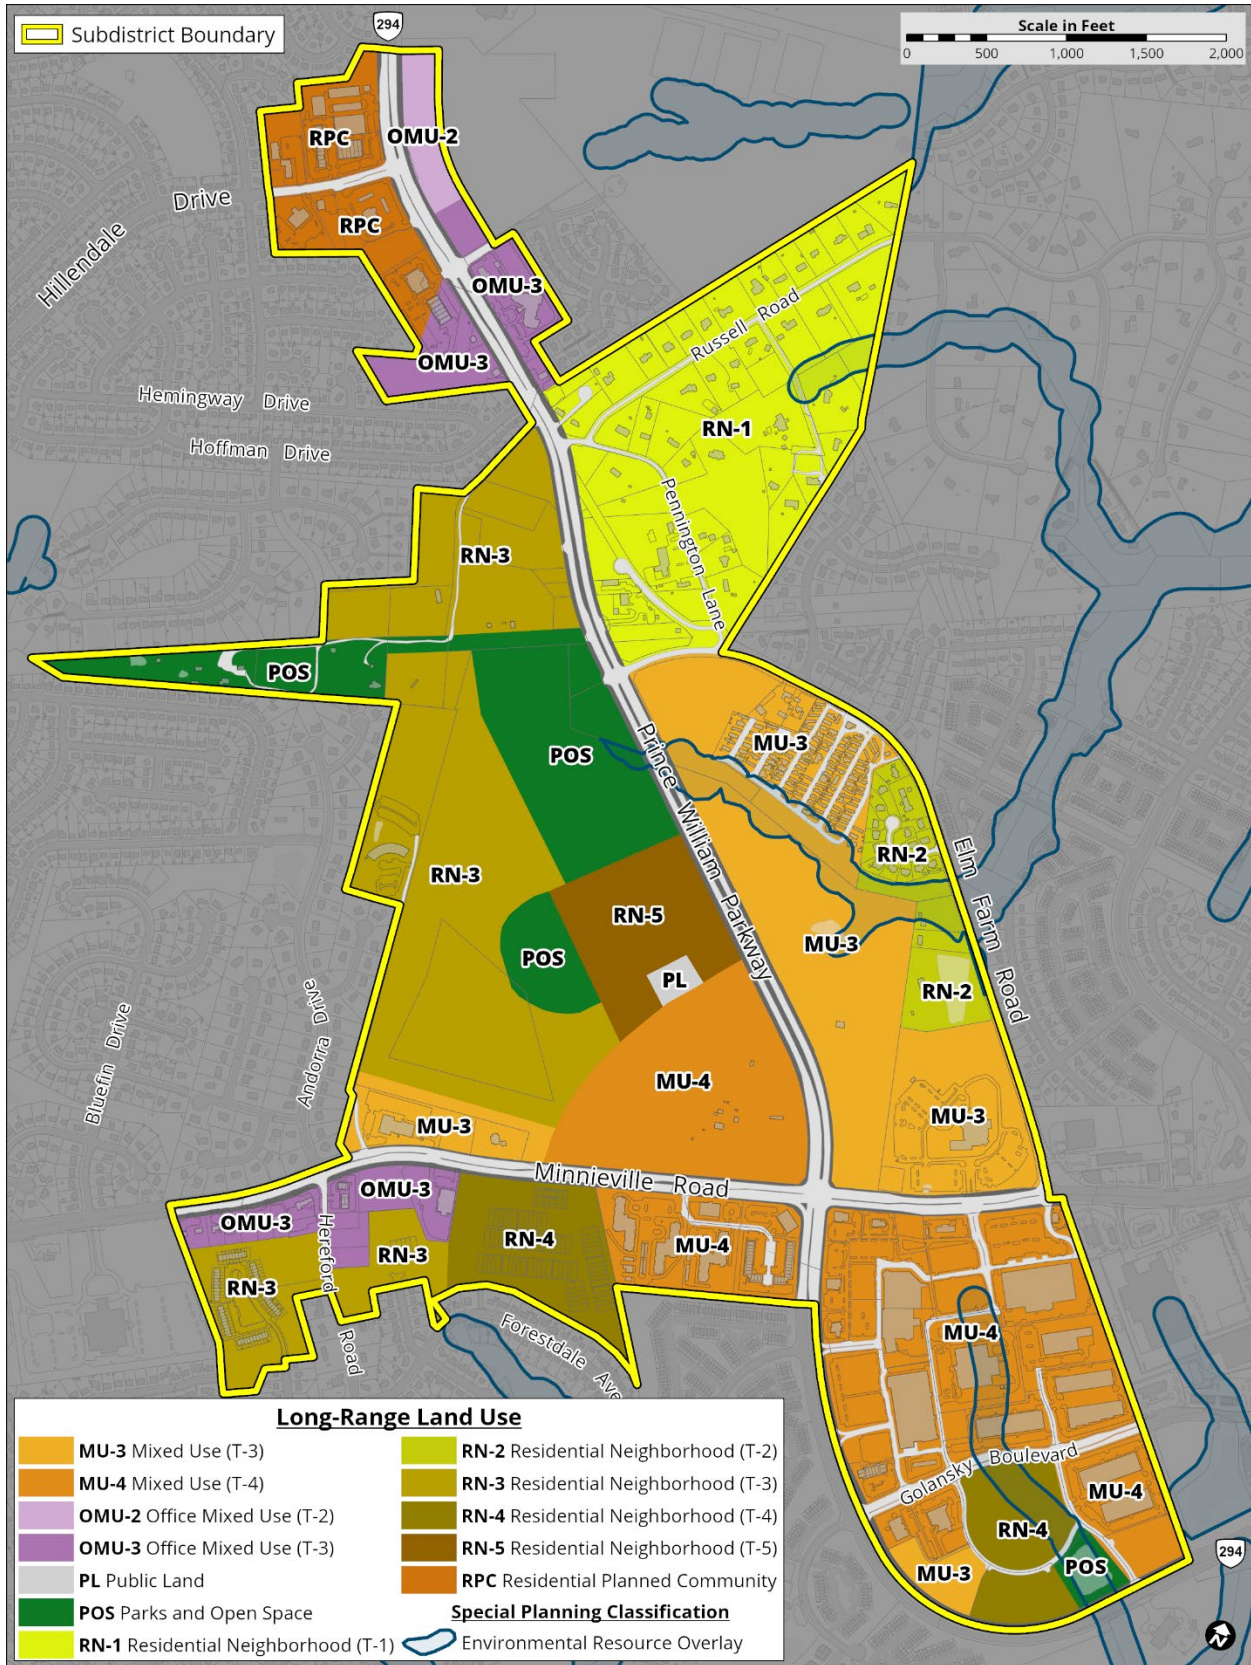 Subdistrict Boundary
294
Scale in Feet
0 500 1,000 1,500 2,000
RPC
OMU-2
Hillendale Drive
RPC
OMU-3
OMU-3
Russell Road
Hemingway Drive
Hoffman Drive
RN-1
Pennington Lane
RN-3
POS
POS
Prince William Parkway
MU-3
RN-2
Elm Farm Road
RN-3
RN-5
MU-3
POS
PL
RN-2
Andorra Drive
Bluefin Drive
MU-4
MU-3
MU-3
Minnieville Road
OMU-3
OMU-3
Hereford Road
RN-3
RN-3
RN-4
MU-4
Forestdale Ave
MU-4
Golansky Boulevard
MU-4
RN-4
MU-3
POS
294
N
Long-Range Land Use
MU-3 Mixed Use (T-3)
MU-4 Mixed Use (T-4)
OMU-2 Office Mixed Use (T-2)
OMU-3 Office Mixed Use (T-3)
PL Public Land
POS Parks and Open Space
RN-1 Residential Neighborhood (T-1)
RN-2 Residential Neighborhood (T-2)
RN-3 Residential Neighborhood (T-3)
RN-4 Residential Neighborhood (T-4)
RN-5 Residential Neighborhood (T-5)
RPC Residential Planned Community
Special Planning Classification
Environmental Resource Overlay